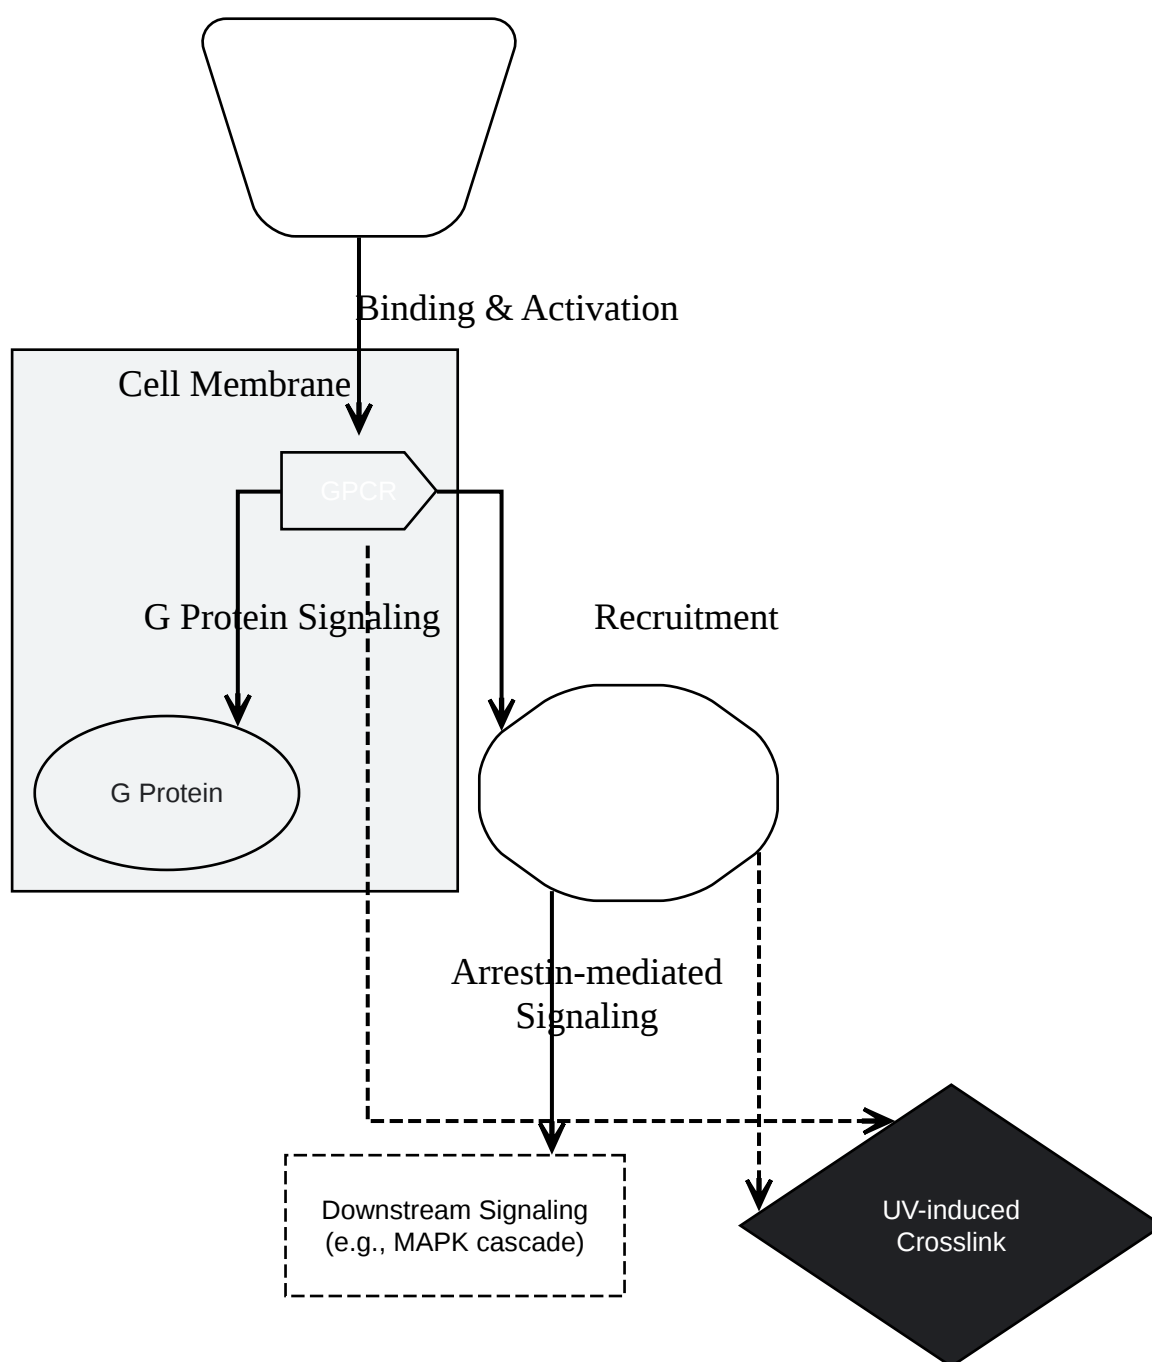 Binding & Activation
Cell Membrane
GPCR
G Protein Signaling
Recruitment
G Protein
Arrestin-mediated
Signaling
Downstream Signaling
(e.g., MAPK cascade)
UV-induced
Crosslink